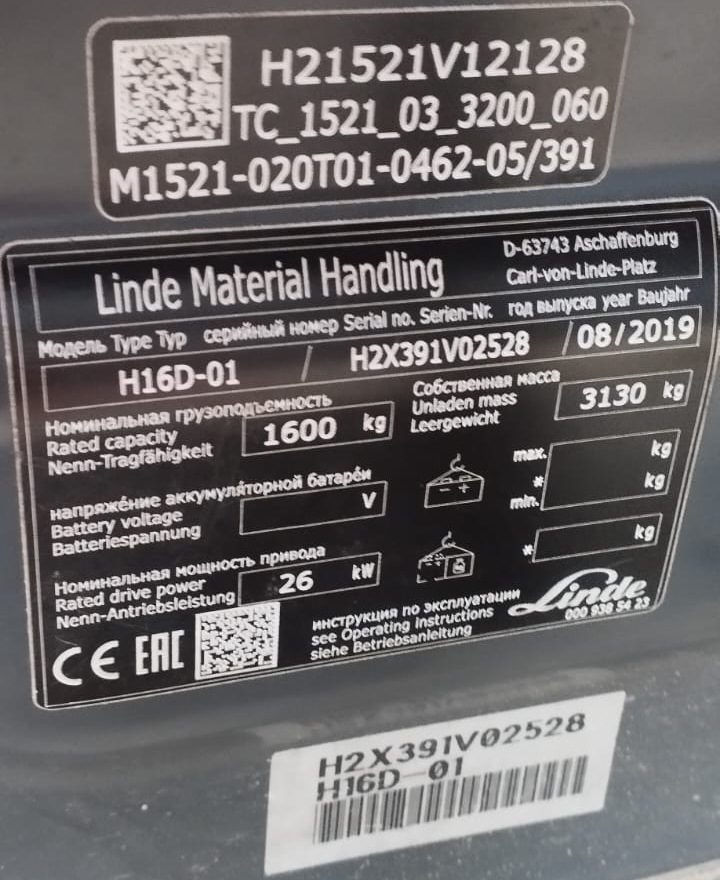 H21521V12128
TC_1521_03_3200_060
M1521-020T01-0462-05/391
Linde Material Handling
D-63743 Aschaffenburg
Carl-von-Linde-Platz
Модель Type Typ серийный номер Serial no. Serien-Nr. год выпуска year Baujahr
H16D-01 / H2X391V02528 / 08/2019
Номинальная грузоподъемность
Rated capacity
Nenn-Tragfähigkeit
1600 kg
Собственная масса
Unladen mass
Leergewicht
3130 kg
напряжение аккумуляторной батареи
Battery voltage
Batteriespannung
V
max. kg
* kg
min.
Номинальная мощность привода
Rated drive power
Nenn-Antriebsleistung
26 kW
* kg
инструкция по эксплуатации
see Operating Instructions
siehe Betriebsanleitung
Linde
000 938 54 23
CE EAC
H2X391V02528
H16D-01